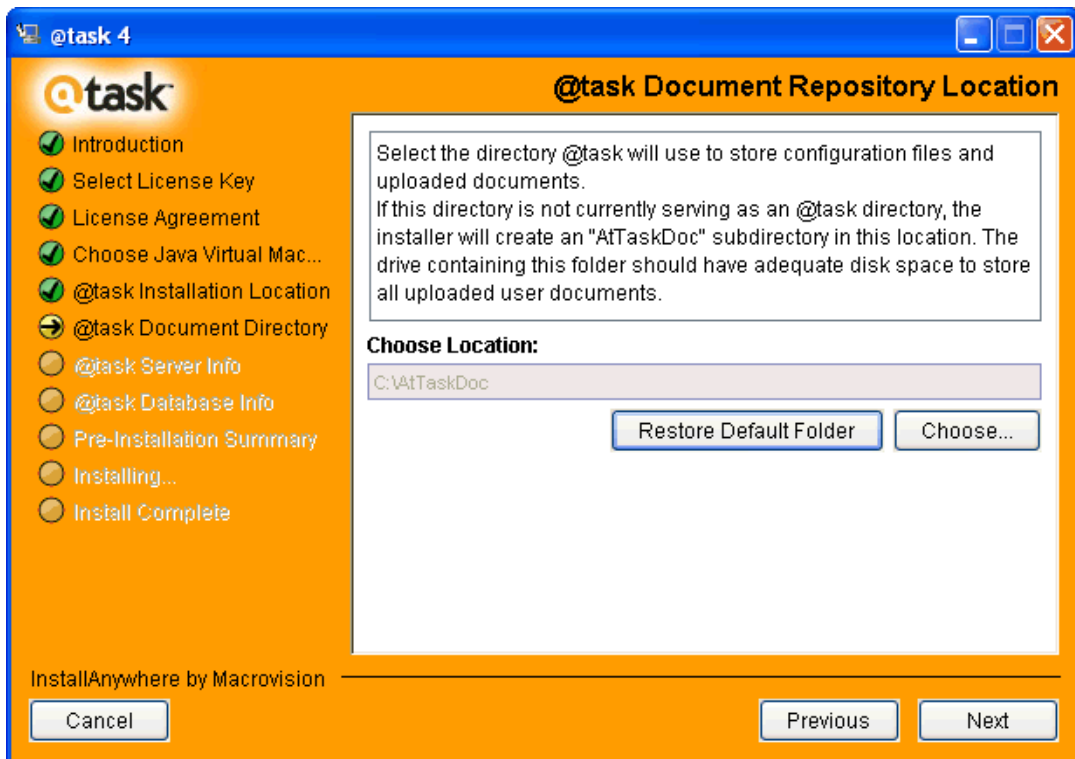 @task 4
@task
@task Document Repository Location
Introduction
Select License Key
License Agreement
Choose Java Virtual Mac...
@task Installation Location
@task Document Directory
@task Server Info
@task Database Info
Pre-Installation Summary
Installing...
Install Complete
Select the directory @task will use to store configuration files and
uploaded documents.
If this directory is not currently serving as an @task directory, the
installer will create an "AtTaskDoc" subdirectory in this location. The
drive containing this folder should have adequate disk space to store
all uploaded user documents.
Choose Location:
C:\AtTaskDoc
Restore Default Folder
Choose...
InstallAnywhere by Macrovision
Cancel
Previous
Next